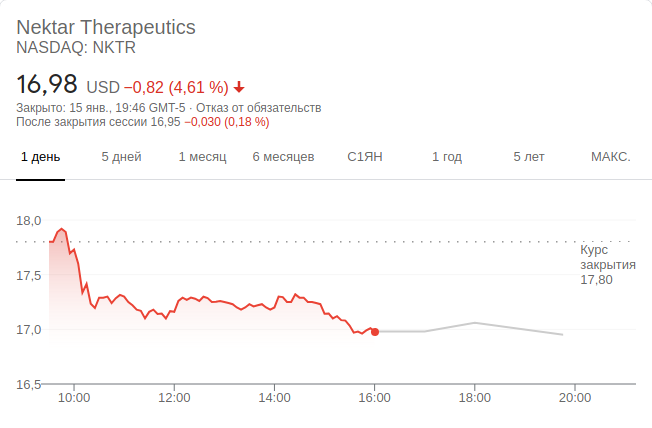 Nektar Therapeutics
NASDAQ: NKTR
16,98 USD −0,82 (4,61 %)
Закрыто: 15 янв., 19:46 GMT-5 · Отказ от обязательств
После закрытия сессии 16,95 −0,030 (0,18 %)
1 день 5 дней 1 месяц 6 месяцев С1ЯН 1 год 5 лет МАКС.
18,0
Курс
закрытия
17,80
17,5
17,0
16,5
10:00 12:00 14:00 16:00 18:00 20:00